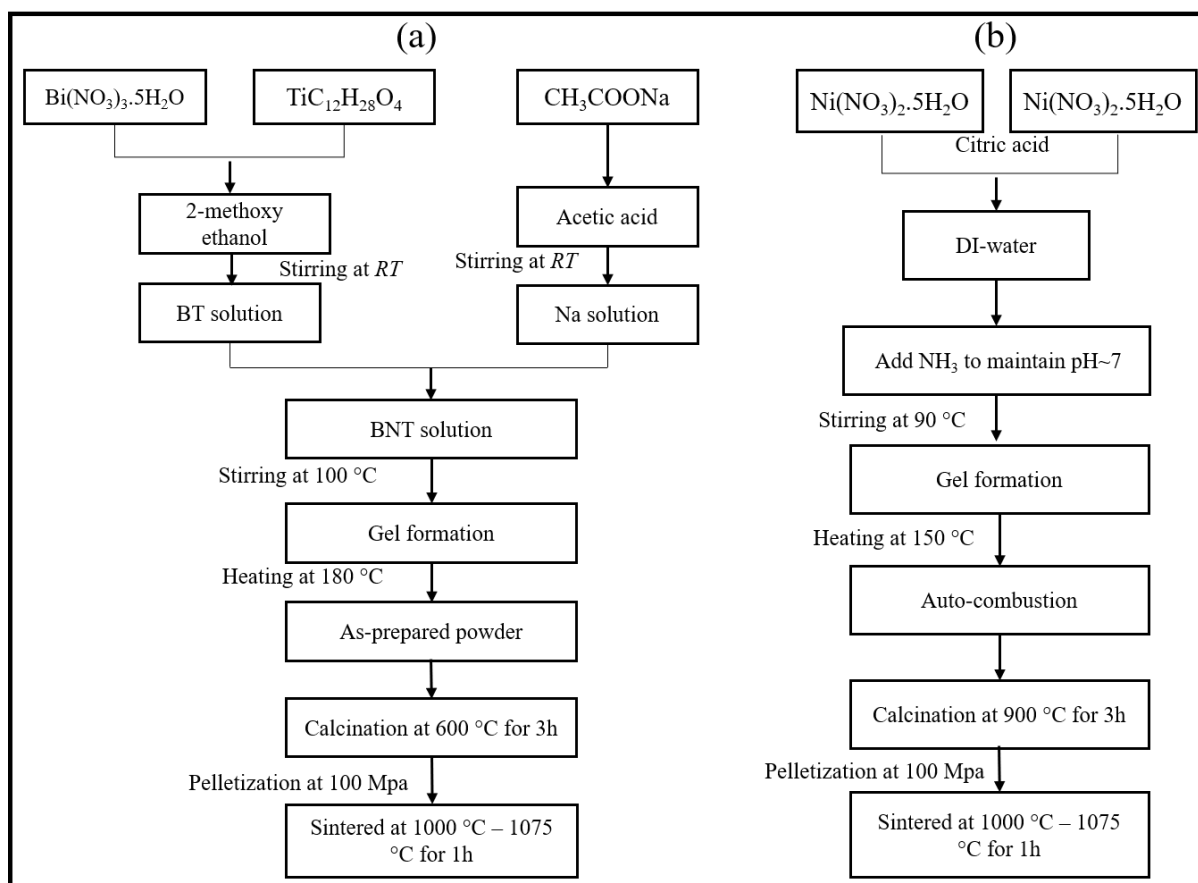 (a)
Bi(NO₃)₃.5H₂O
TiC₁₂H₂₈O₄
CH₃COONa
2-methoxy
ethanol
Acetic acid
Stirring at RT
Stirring at RT
BT solution
Na solution
BNT solution
Stirring at 100 °C
Gel formation
Heating at 180 °C
As-prepared powder
Calcination at 600 °C for 3h
Pelletization at 100 Mpa
Sintered at 1000 °C – 1075
°C for 1h
(b)
Ni(NO₃)₂.5H₂O
Ni(NO₃)₂.5H₂O
Citric acid
DI-water
Add NH₃ to maintain pH~7
Stirring at 90 °C
Gel formation
Heating at 150 °C
Auto-combustion
Calcination at 900 °C for 3h
Pelletization at 100 Mpa
Sintered at 1000 °C – 1075
°C for 1h